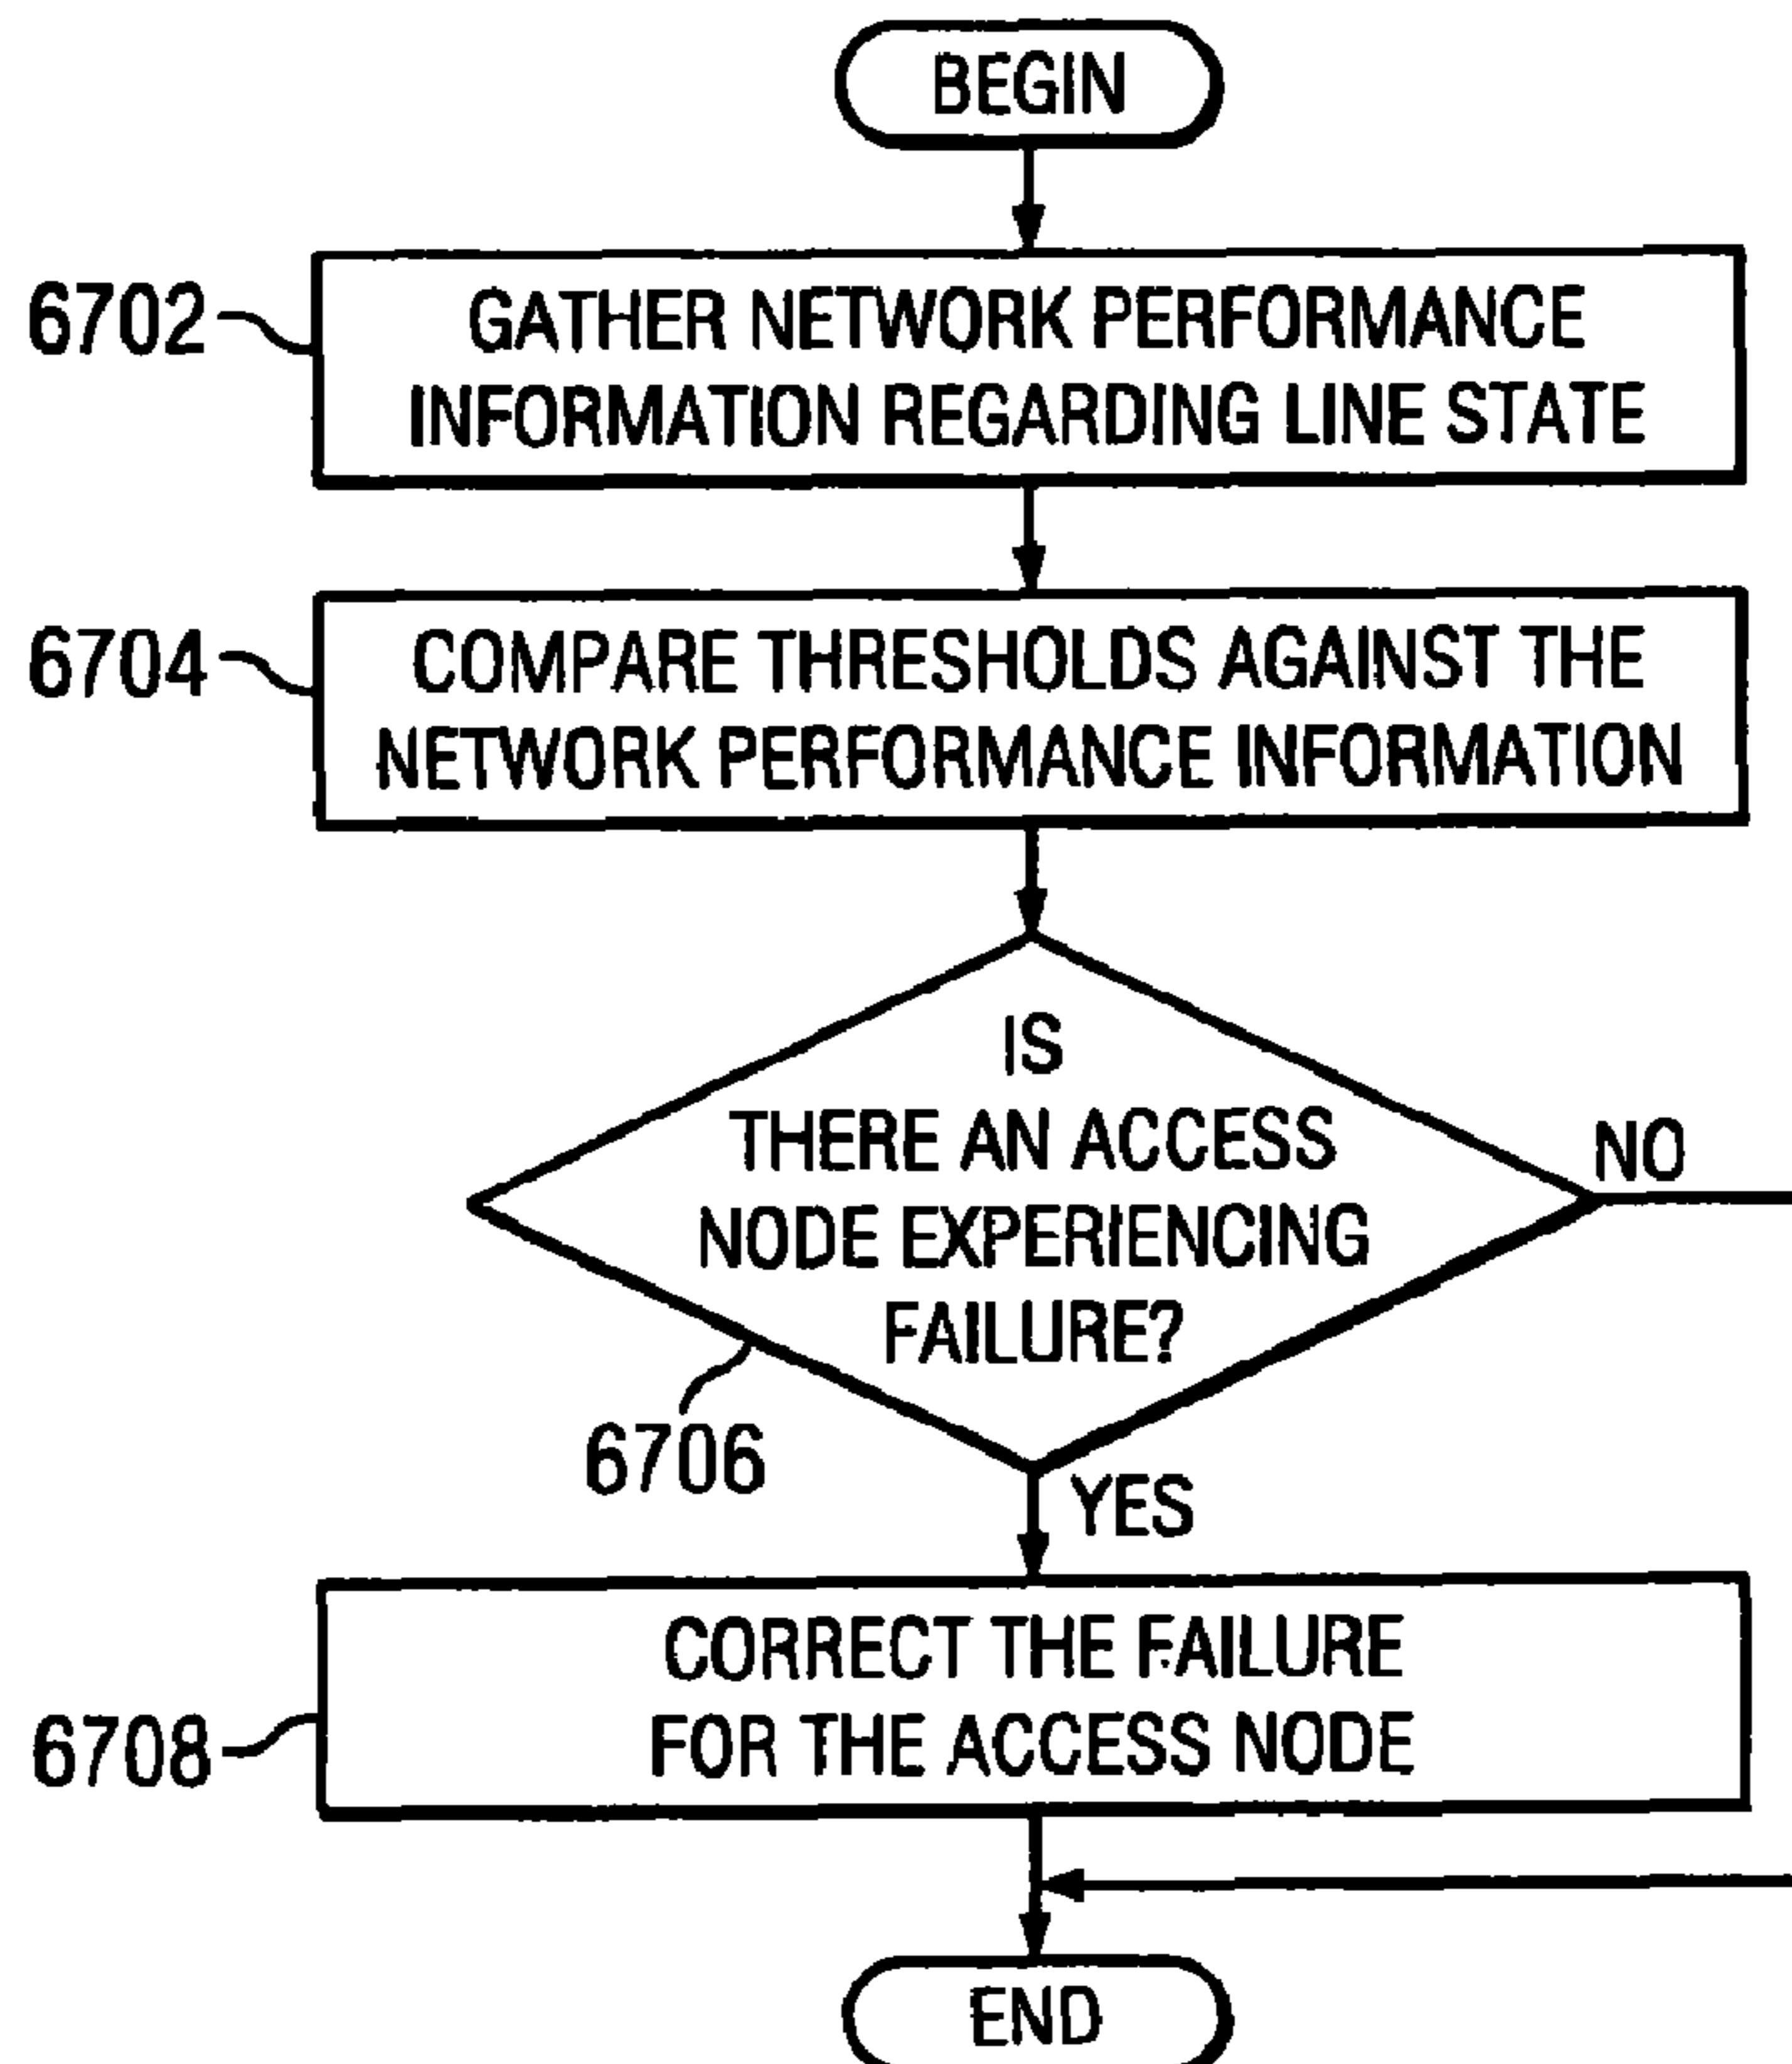 BEGIN
6702
GATHER NETWORK PERFORMANCE
INFORMATION REGARDING LINE STATE
6704
COMPARE THRESHOLDS AGAINST THE
NETWORK PERFORMANCE INFORMATION
IS
THERE AN ACCESS
NODE EXPERIENCING
FAILURE?
NO
6706
YES
CORRECT THE FAILURE
FOR THE ACCESS NODE
6708
END